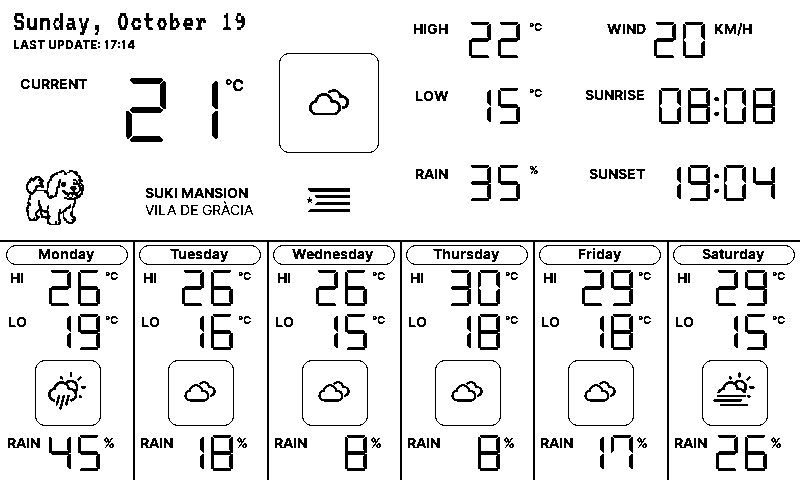 Sunday, October 19
LAST UPDATE: 17:14
CURRENT 21 °C
HIGH 22 °C
LOW 15 °C
RAIN 35 %
WIND 20 KM/H
SUNRISE 08:08
SUNSET 19:04
SUKI MANSION
VILA DE GRÀCIA
Monday
HI 26 °C
LO 19 °C
RAIN 45 %
Tuesday
HI 26 °C
LO 16 °C
RAIN 18 %
Wednesday
HI 26 °C
LO 15 °C
RAIN 8 %
Thursday
HI 30 °C
LO 18 °C
RAIN 8 %
Friday
HI 29 °C
LO 18 °C
RAIN 17 %
Saturday
HI 29 °C
LO 15 °C
RAIN 26 %